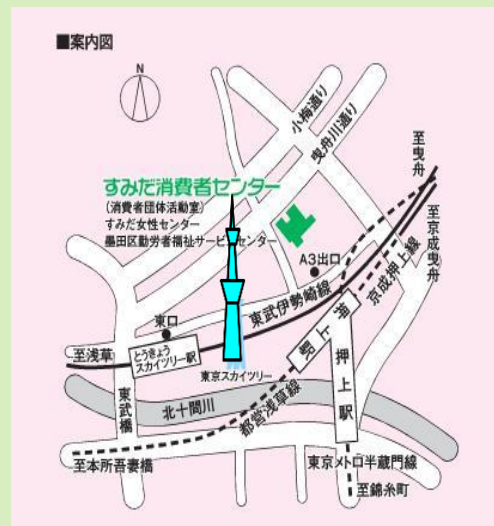 ■案内図
N
小梅通り
曳舟川通り
至曳舟
至京成曳舟
すみだ消費者センター
(消費者団体活動室)
すみだ女性センター
墨田区勤労者福祉サービスセンター
A3出口
京成押上線
東武伊勢崎線
押上駅
押上駅
東口
至浅草
とうきょう
スカイツリー駅
東京スカイツリー
東武橋
北十間川
都営浅草線
至本所吾妻橋
東京メトロ半蔵門線
至錦糸町